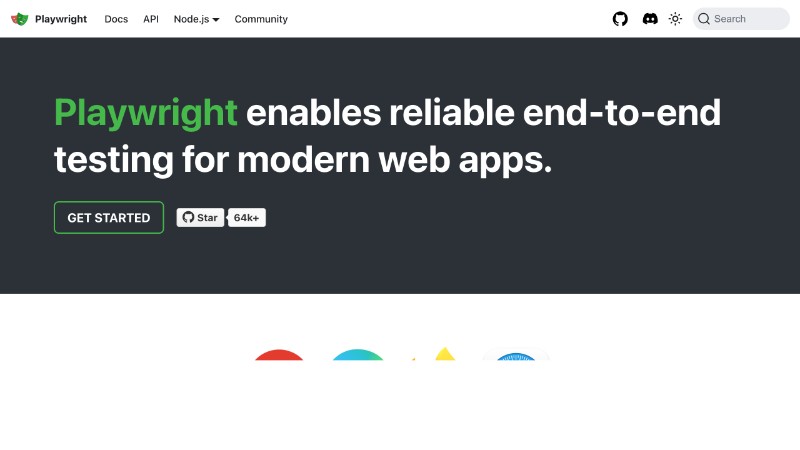 Playwright Docs API Node.js Community Search
Playwright enables reliable end-to-end
testing for modern web apps.
GET STARTED Star 64k+